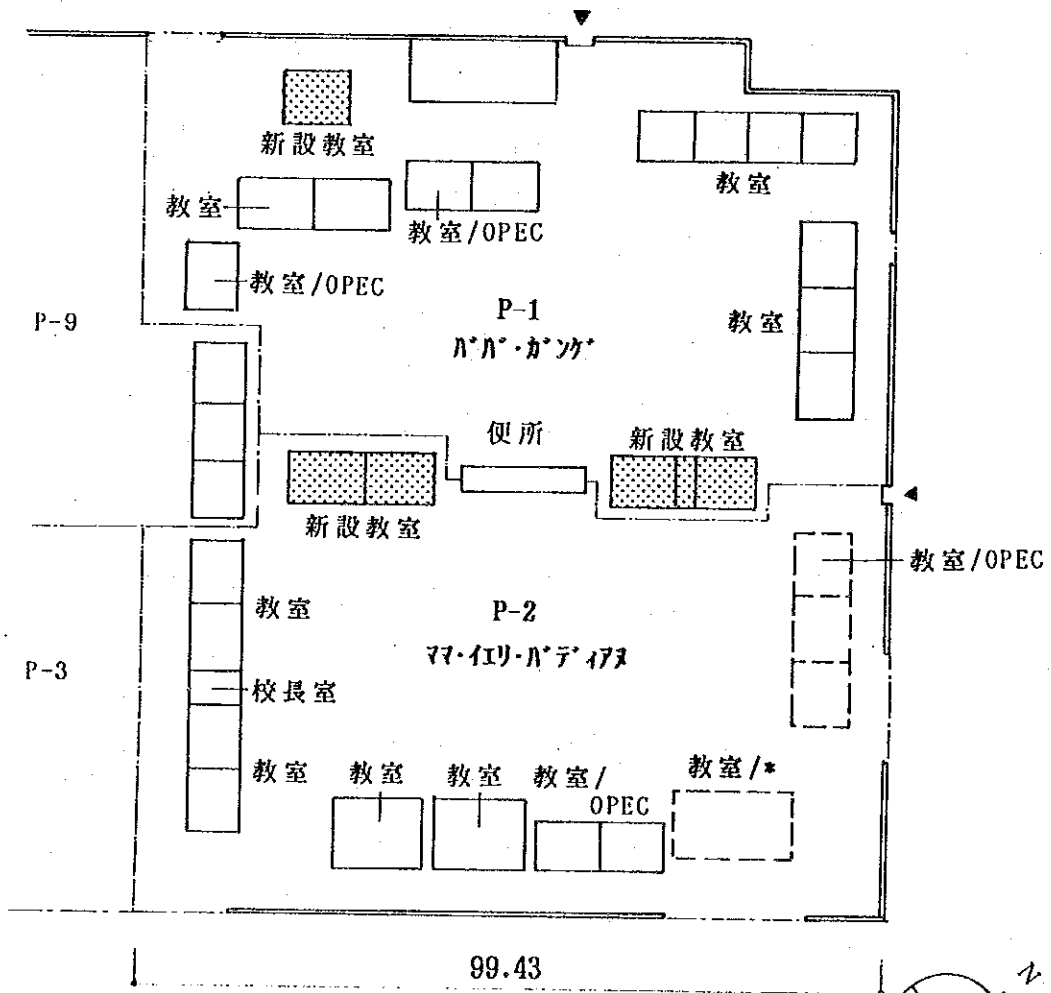 新設教室
教室
教室
教室/OPEC
教室/OPEC
P-9
P-1
ババ・ガンゲ
教室
便所
新設教室
新設教室
教室/OPEC
教室
P-2
ママ・イエリ・バディアヌ
P-3
校長室
教室
教室
教室
教室/
OPEC
教室/*
99.43
N